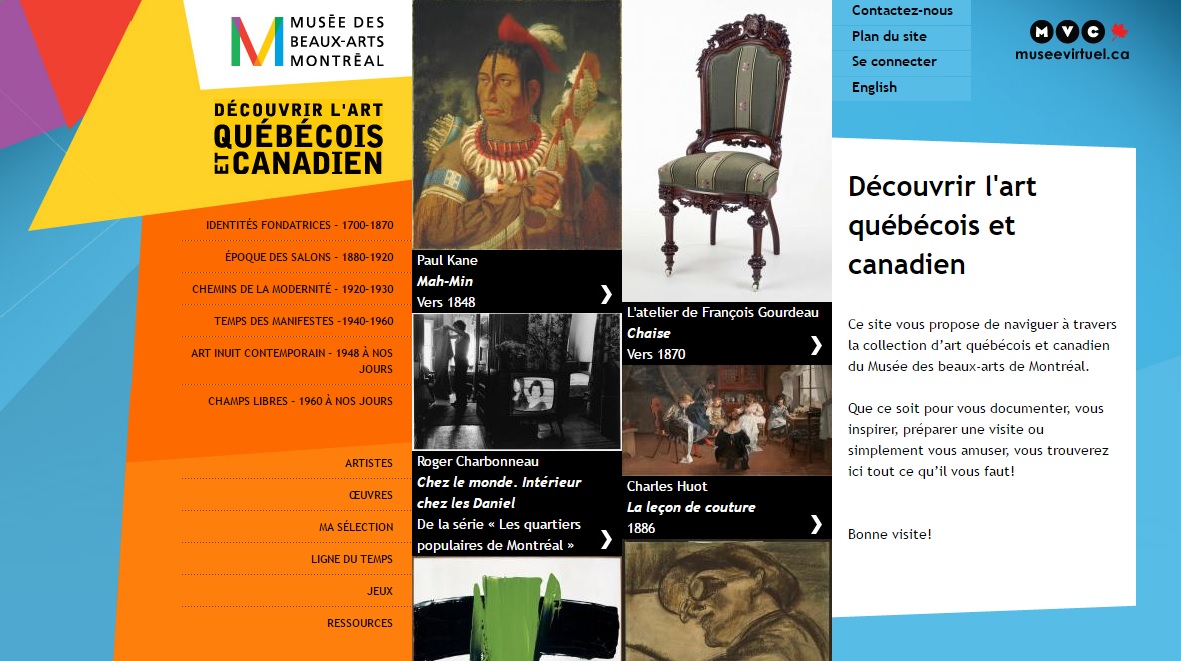 MUSÉE DES
BEAUX-ARTS
MONTRÉAL
DÉCOUVRIR L'ART
QUÉBÉCOIS
ET CANADIEN
IDENTITÉS FONDATRICES - 1700-1870
ÉPOQUE DES SALONS - 1880-1920
CHEMINS DE LA MODERNITÉ - 1920-1930
TEMPS DES MANIFESTES -1940-1960
ART INUIT CONTEMPORAIN - 1948 À NOS
JOURS
CHAMPS LIBRES - 1960 À NOS JOURS
ARTISTES
ŒUVRES
MA SÉLECTION
LIGNE DU TEMPS
JEUX
RESSOURCES
Paul Kane
Mah-Min
Vers 1848
Roger Charbonneau
Chez le monde. Intérieur
chez les Daniel
De la série « Les quartiers
populaires de Montréal »
L'atelier de François Gourdeau
Chaise
Vers 1870
Charles Huot
La leçon de couture
1886
Contactez-nous
Plan du site
Se connecter
English
MVC
museevirtuel.ca
Découvrir l'art
québécois et
canadien
Ce site vous propose de naviguer à travers
la collection d’art québécois et canadien
du Musée des beaux-arts de Montréal.
Que ce soit pour vous documenter, vous
inspirer, préparer une visite ou
simplement vous amuser, vous trouverez
ici tout ce qu’il vous faut!
Bonne visite!